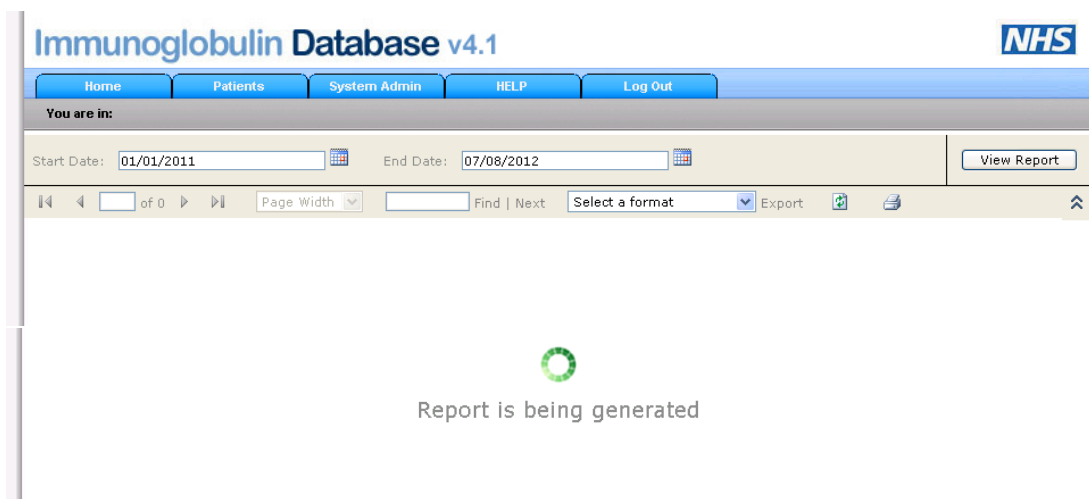 Immunoglobulin Database v4.1 NHS
Home Patients System Admin HELP Log Out
You are in:
Start Date: 01/01/2011 End Date: 07/08/2012 View Report
of 0 Page Width Find | Next Select a format Export
Report is being generated